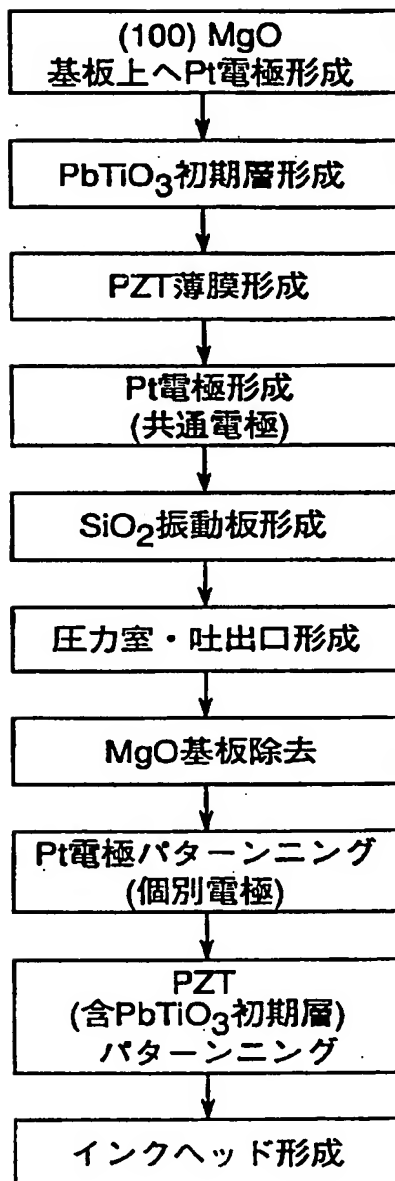 (100) MgO
基板上へPt電極形成
PbTiO3初期層形成
PZT薄膜形成
Pt電極形成
(共通電極)
SiO2振動板形成
圧力室・吐出口形成
MgO基板除去
Pt電極パターンニング
(個別電極)
PZT
(含PbTiO3初期層)
パターンニング
インクヘッド形成